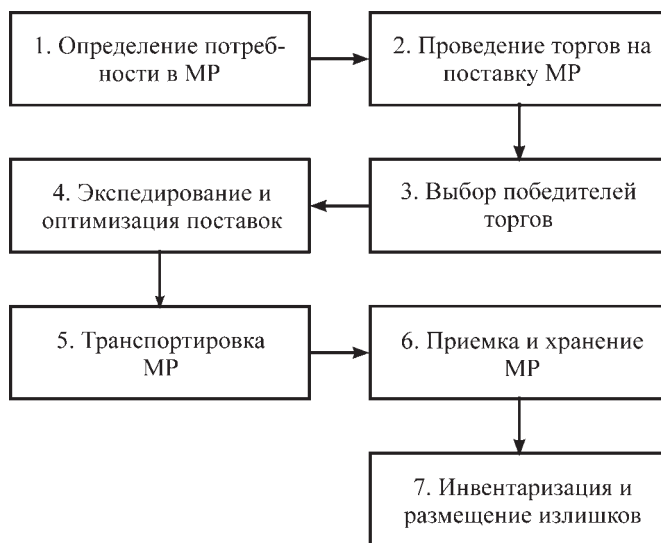 1. Определение потреб-
ности в МР
2. Проведение торгов на
поставку МР
3. Выбор победителей
торгов
4. Экспедирование и
оптимизация поставок
5. Транспортировка
МР
6. Приемка и хранение
МР
7. Инвентаризация и
размещение излишков